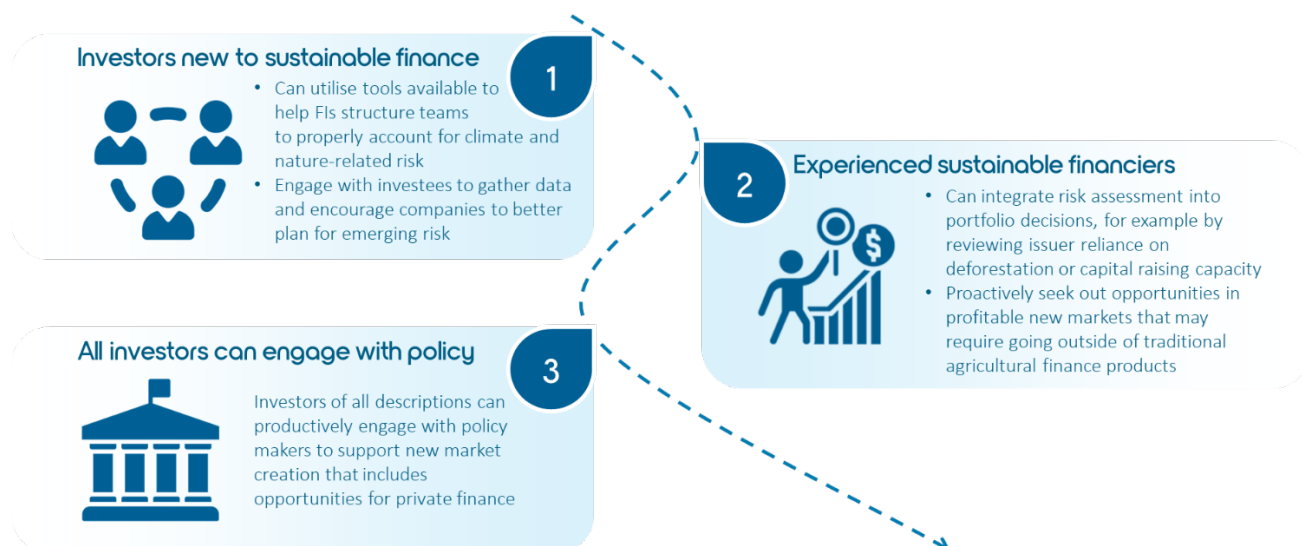 Investors new to sustainable finance
1
• Can utilise tools available to
help FIs structure teams
to properly account for climate and
nature-related risk
• Engage with investees to gather data
and encourage companies to better
plan for emerging risk
2
Experienced sustainable financiers
• Can integrate risk assessment into
portfolio decisions, for example by
reviewing issuer reliance on
deforestation or capital raising capacity
• Proactively seek out opportunities in
profitable new markets that may
require going outside of traditional
agricultural finance products
$
All investors can engage with policy
3
Investors of all descriptions can
productively engage with policy
makers to support new market
creation that includes
opportunities for private finance